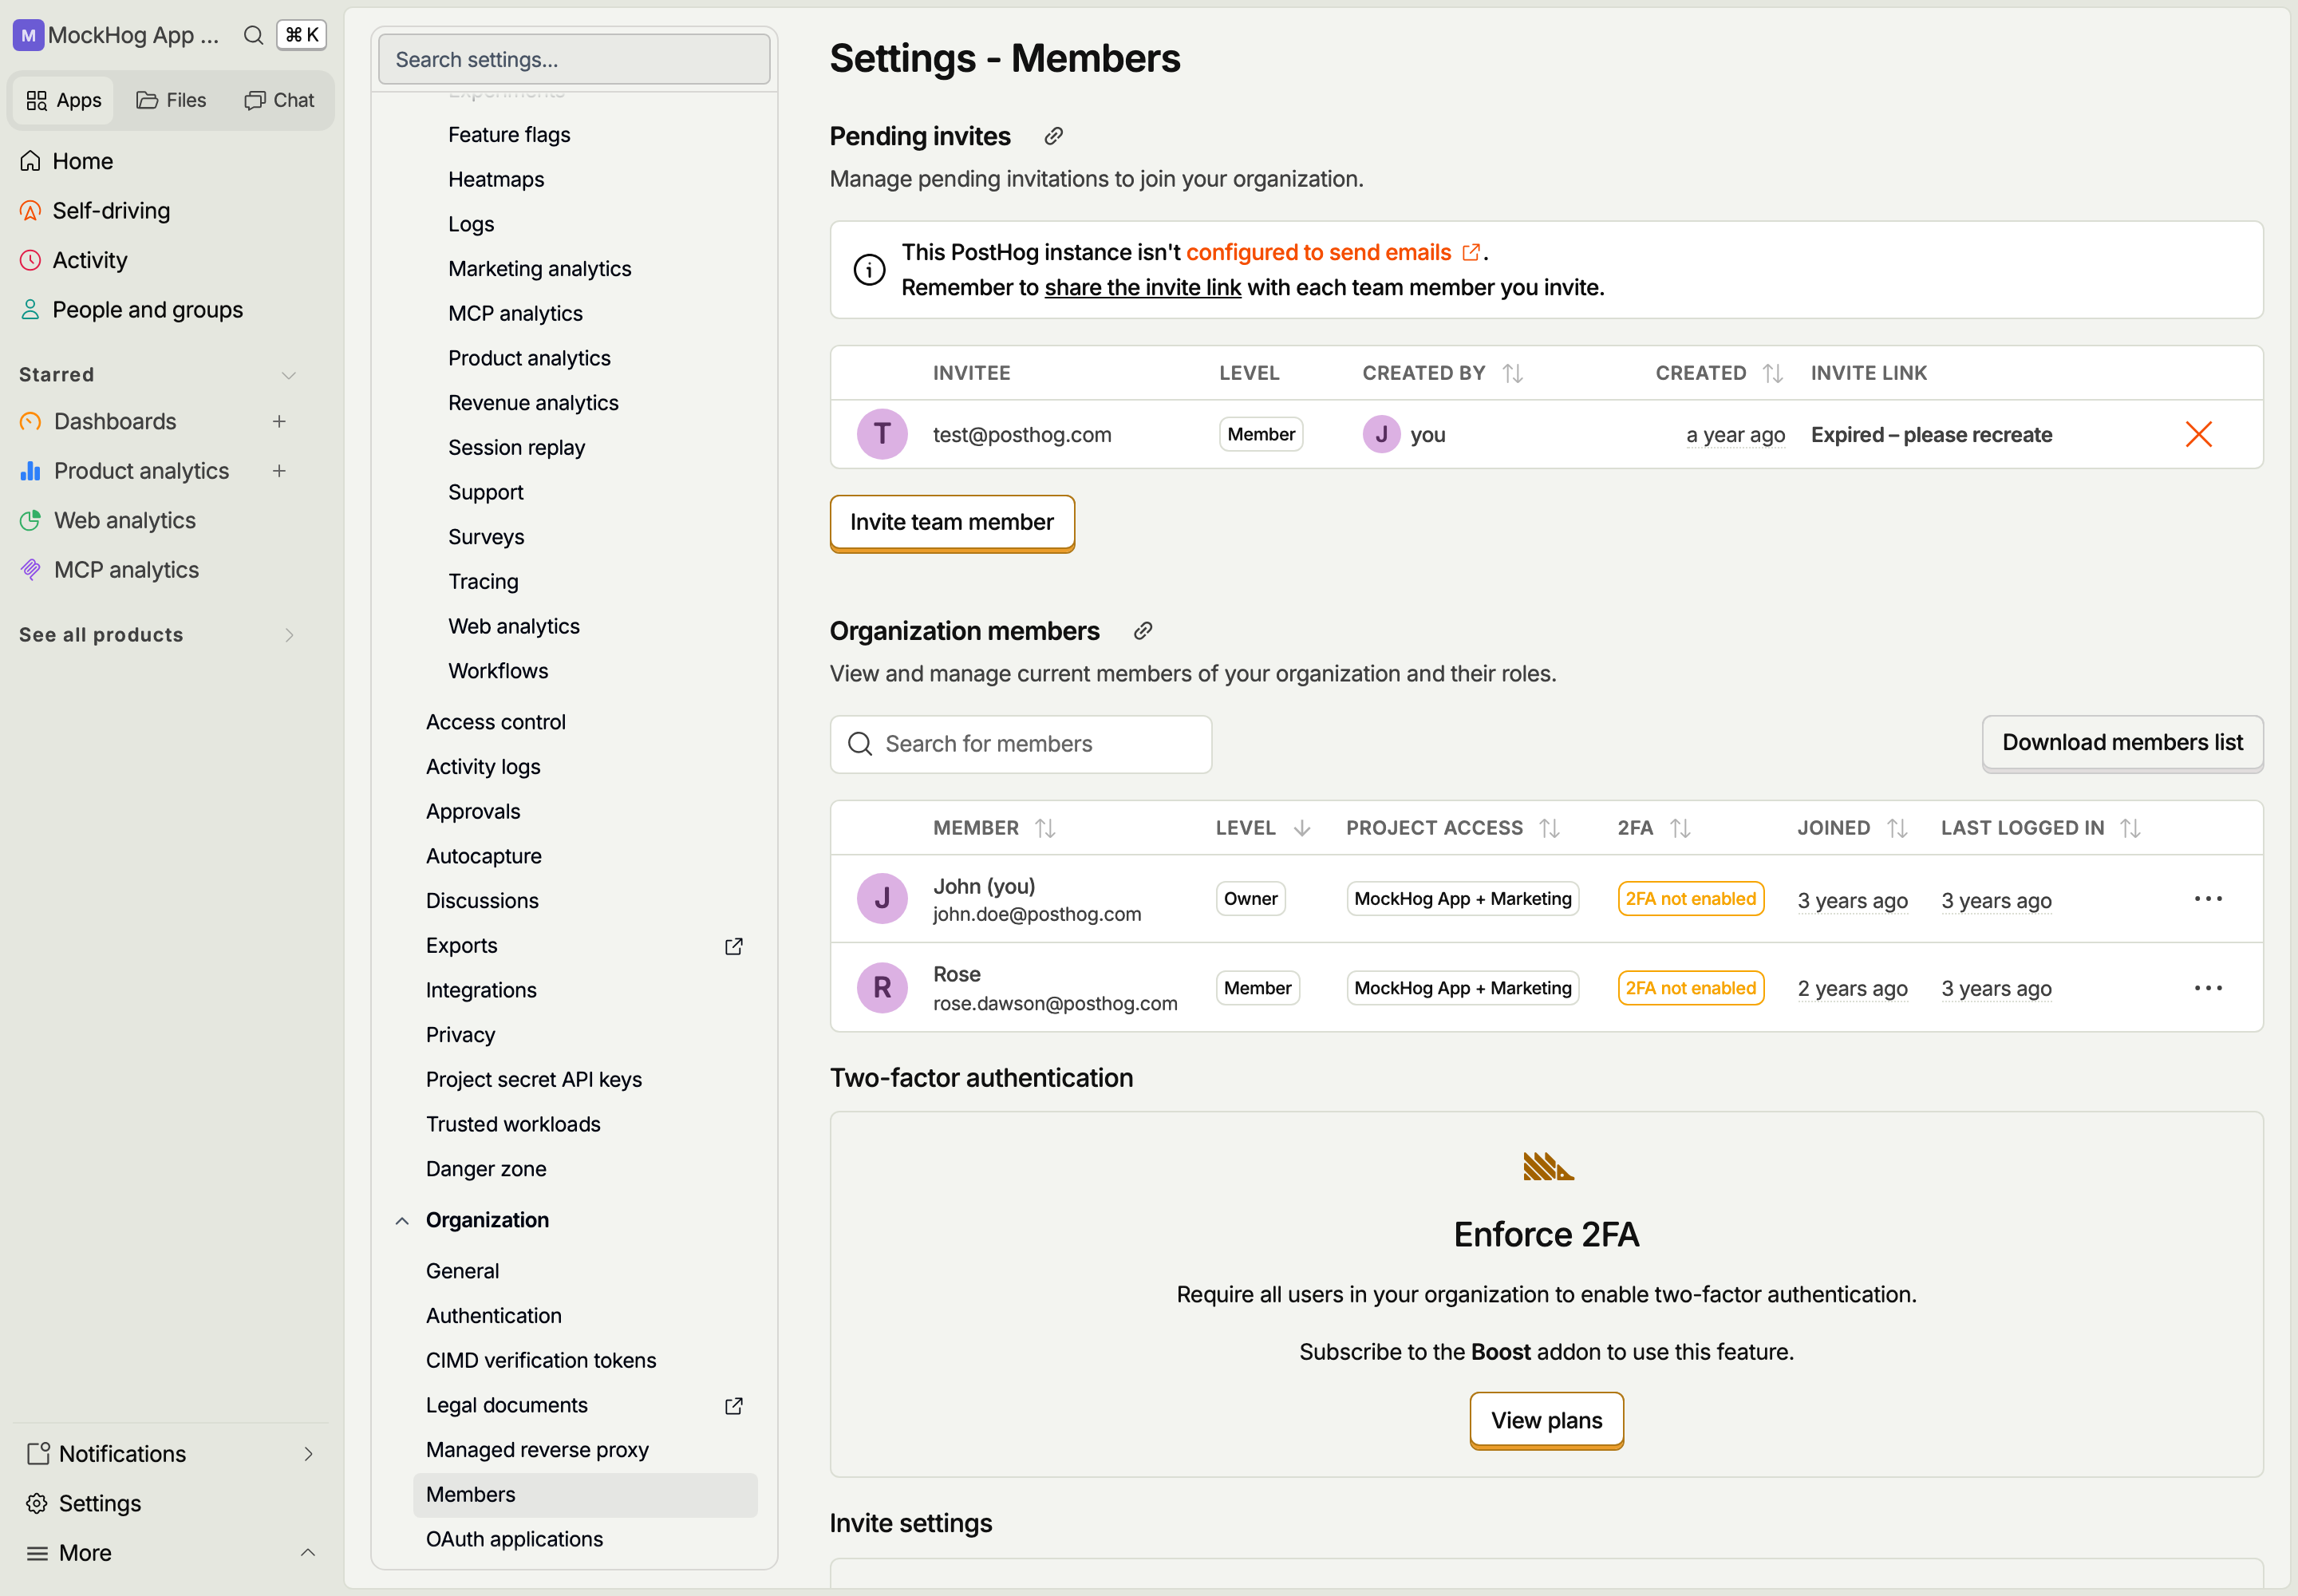 M MockHog App ... ⌘ K
Apps Files Chat
Home
Self-driving
Activity
People and groups
Starred
Dashboards
Product analytics
Web analytics
MCP analytics
See all products
Notifications
Settings
More
Search settings...
Experiments
Feature flags
Heatmaps
Logs
Marketing analytics
MCP analytics
Product analytics
Revenue analytics
Session replay
Support
Surveys
Tracing
Web analytics
Workflows
Access control
Activity logs
Approvals
Autocapture
Discussions
Exports
Integrations
Privacy
Project secret API keys
Trusted workloads
Danger zone
Organization
General
Authentication
CIMD verification tokens
Legal documents
Managed reverse proxy
Members
OAuth applications
Settings - Members
Pending invites
Manage pending invitations to join your organization.
This PostHog instance isn't configured to send emails .
Remember to share the invite link with each team member you invite.
INVITEE LEVEL CREATED BY CREATED INVITE LINK
T test@posthog.com Member J you a year ago Expired – please recreate
Invite team member
Organization members
View and manage current members of your organization and their roles.
Search for members
Download members list
MEMBER LEVEL PROJECT ACCESS 2FA JOINED LAST LOGGED IN
J John (you) Owner MockHog App + Marketing 2FA not enabled 3 years ago 3 years ago
john.doe@posthog.com
R Rose Member MockHog App + Marketing 2FA not enabled 2 years ago 3 years ago
rose.dawson@posthog.com
Two-factor authentication
Enforce 2FA
Require all users in your organization to enable two-factor authentication.
Subscribe to the Boost addon to use this feature.
View plans
Invite settings